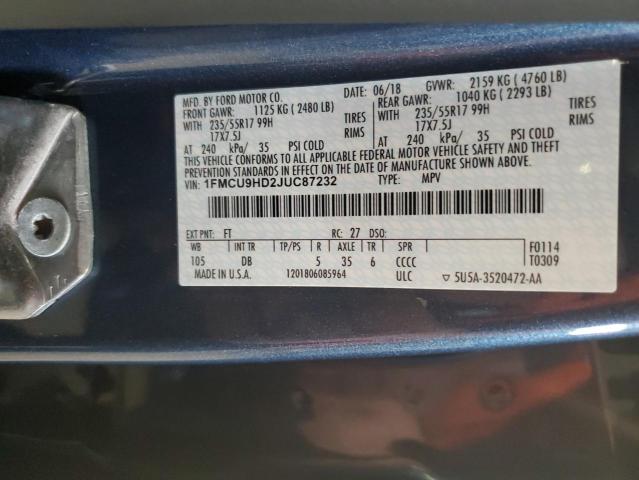 MFD. BY FORD MOTOR CO.
DATE: 06/18 GVWR: 2159 KG ( 4760 LB)
FRONT GAWR: 1125 KG ( 2480 LB) REAR GAWR: 1040 KG ( 2293 LB)
WITH 235/55R17 99H TIRES WITH 235/55R17 99H TIRES
17X7.5J RIMS 17X7.5J RIMS
AT 240 kPa/ 35 PSI COLD AT 240 kPa/ 35 PSI COLD
THIS VEHICLE CONFORMS TO ALL APPLICABLE FEDERAL MOTOR VEHICLE SAFETY AND THEFT
PREVENTION STANDARDS IN EFFECT ON THE DATE OF MANUFACTURE SHOWN ABOVE.
VIN: 1FMCU9HD2JUC87232 TYPE: MPV
EXT PNT: FT RC: 27 DSO:
WB INT TR TP/PS R AXLE TR SPR F0114
105 DB 5 35 6 CCCC T0309
MADE IN U.S.A. 1201806085964 ULC ▽ 5U5A-3520472-AA